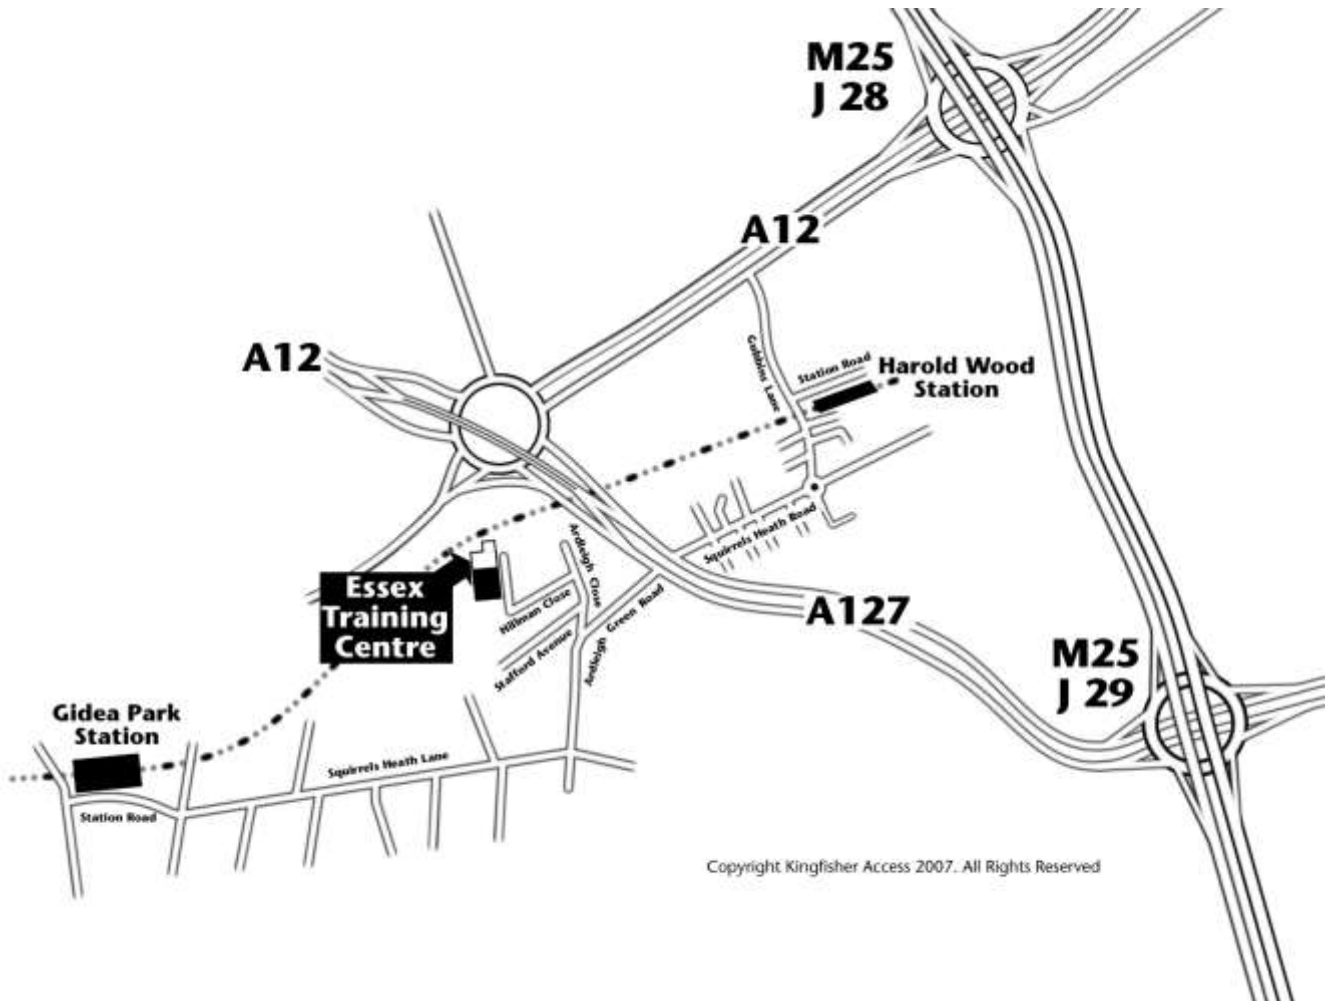 M25
J 28
A12
A12
Gubbins Lane
Station Road
Harold Wood
Station
Squirrels Heath Road
Ardleigh Close
Essex
Training
Centre
Hillman Close
Stafford Avenue
Ardleigh Green Road
A127
M25
J 29
Gidea Park
Station
Squirrels Heath Lane
Station Road
Copyright Kingfisher Access 2007. All Rights Reserved